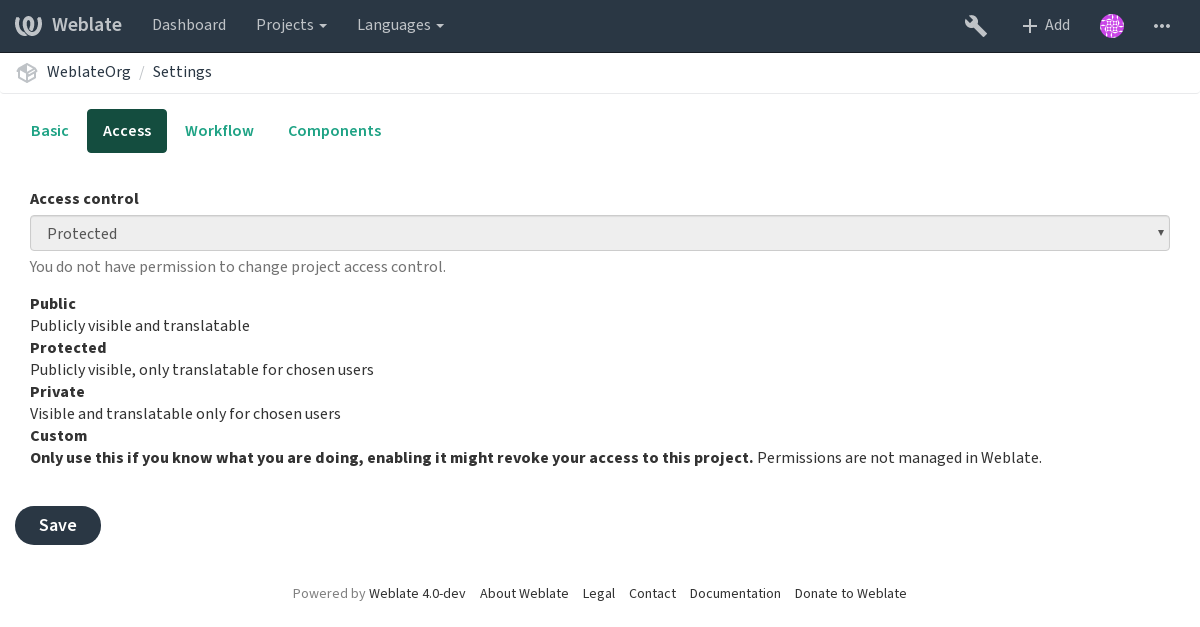 Weblate Dashboard Projects Languages Add
WeblateOrg / Settings
Basic Access Workflow Components
Access control
Protected
You do not have permission to change project access control.
Public
Publicly visible and translatable
Protected
Publicly visible, only translatable for chosen users
Private
Visible and translatable only for chosen users
Custom
Only use this if you know what you are doing, enabling it might revoke your access to this project. Permissions are not managed in Weblate.
Save
Powered by Weblate 4.0-dev About Weblate Legal Contact Documentation Donate to Weblate